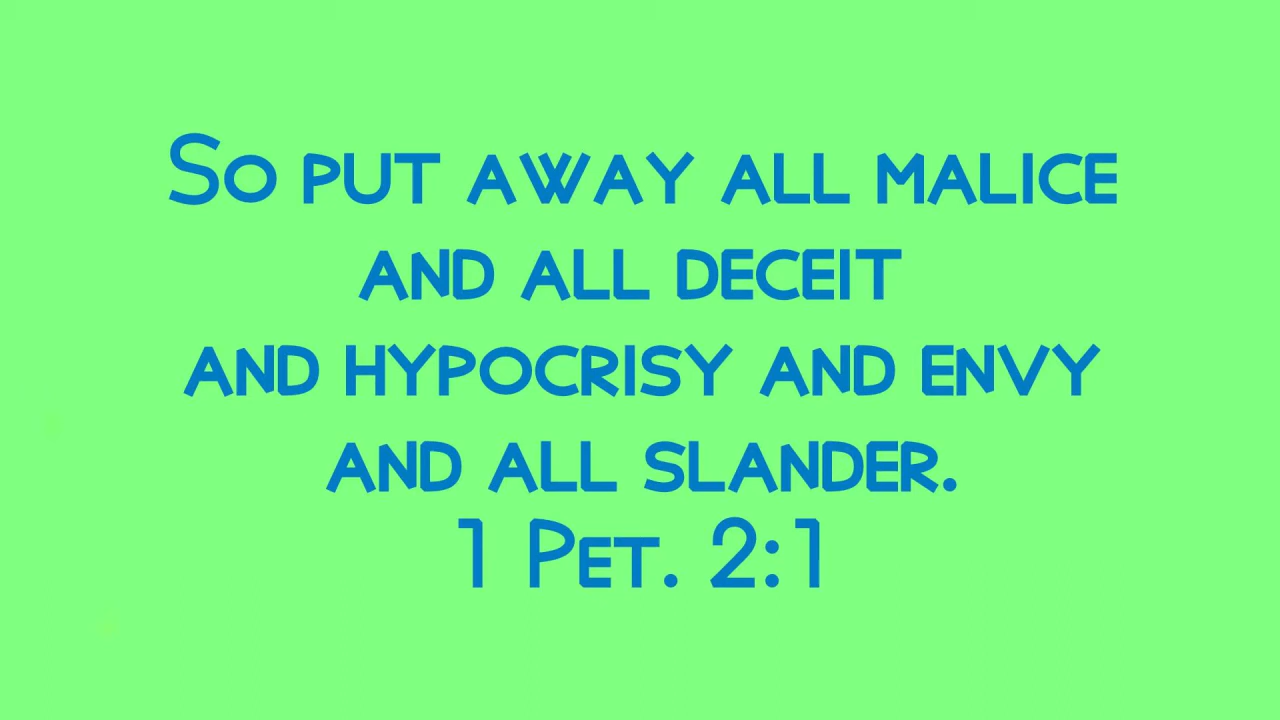 So put away all malice
and all deceit
and hypocrisy and envy
and all slander.
1 Pet. 2:1